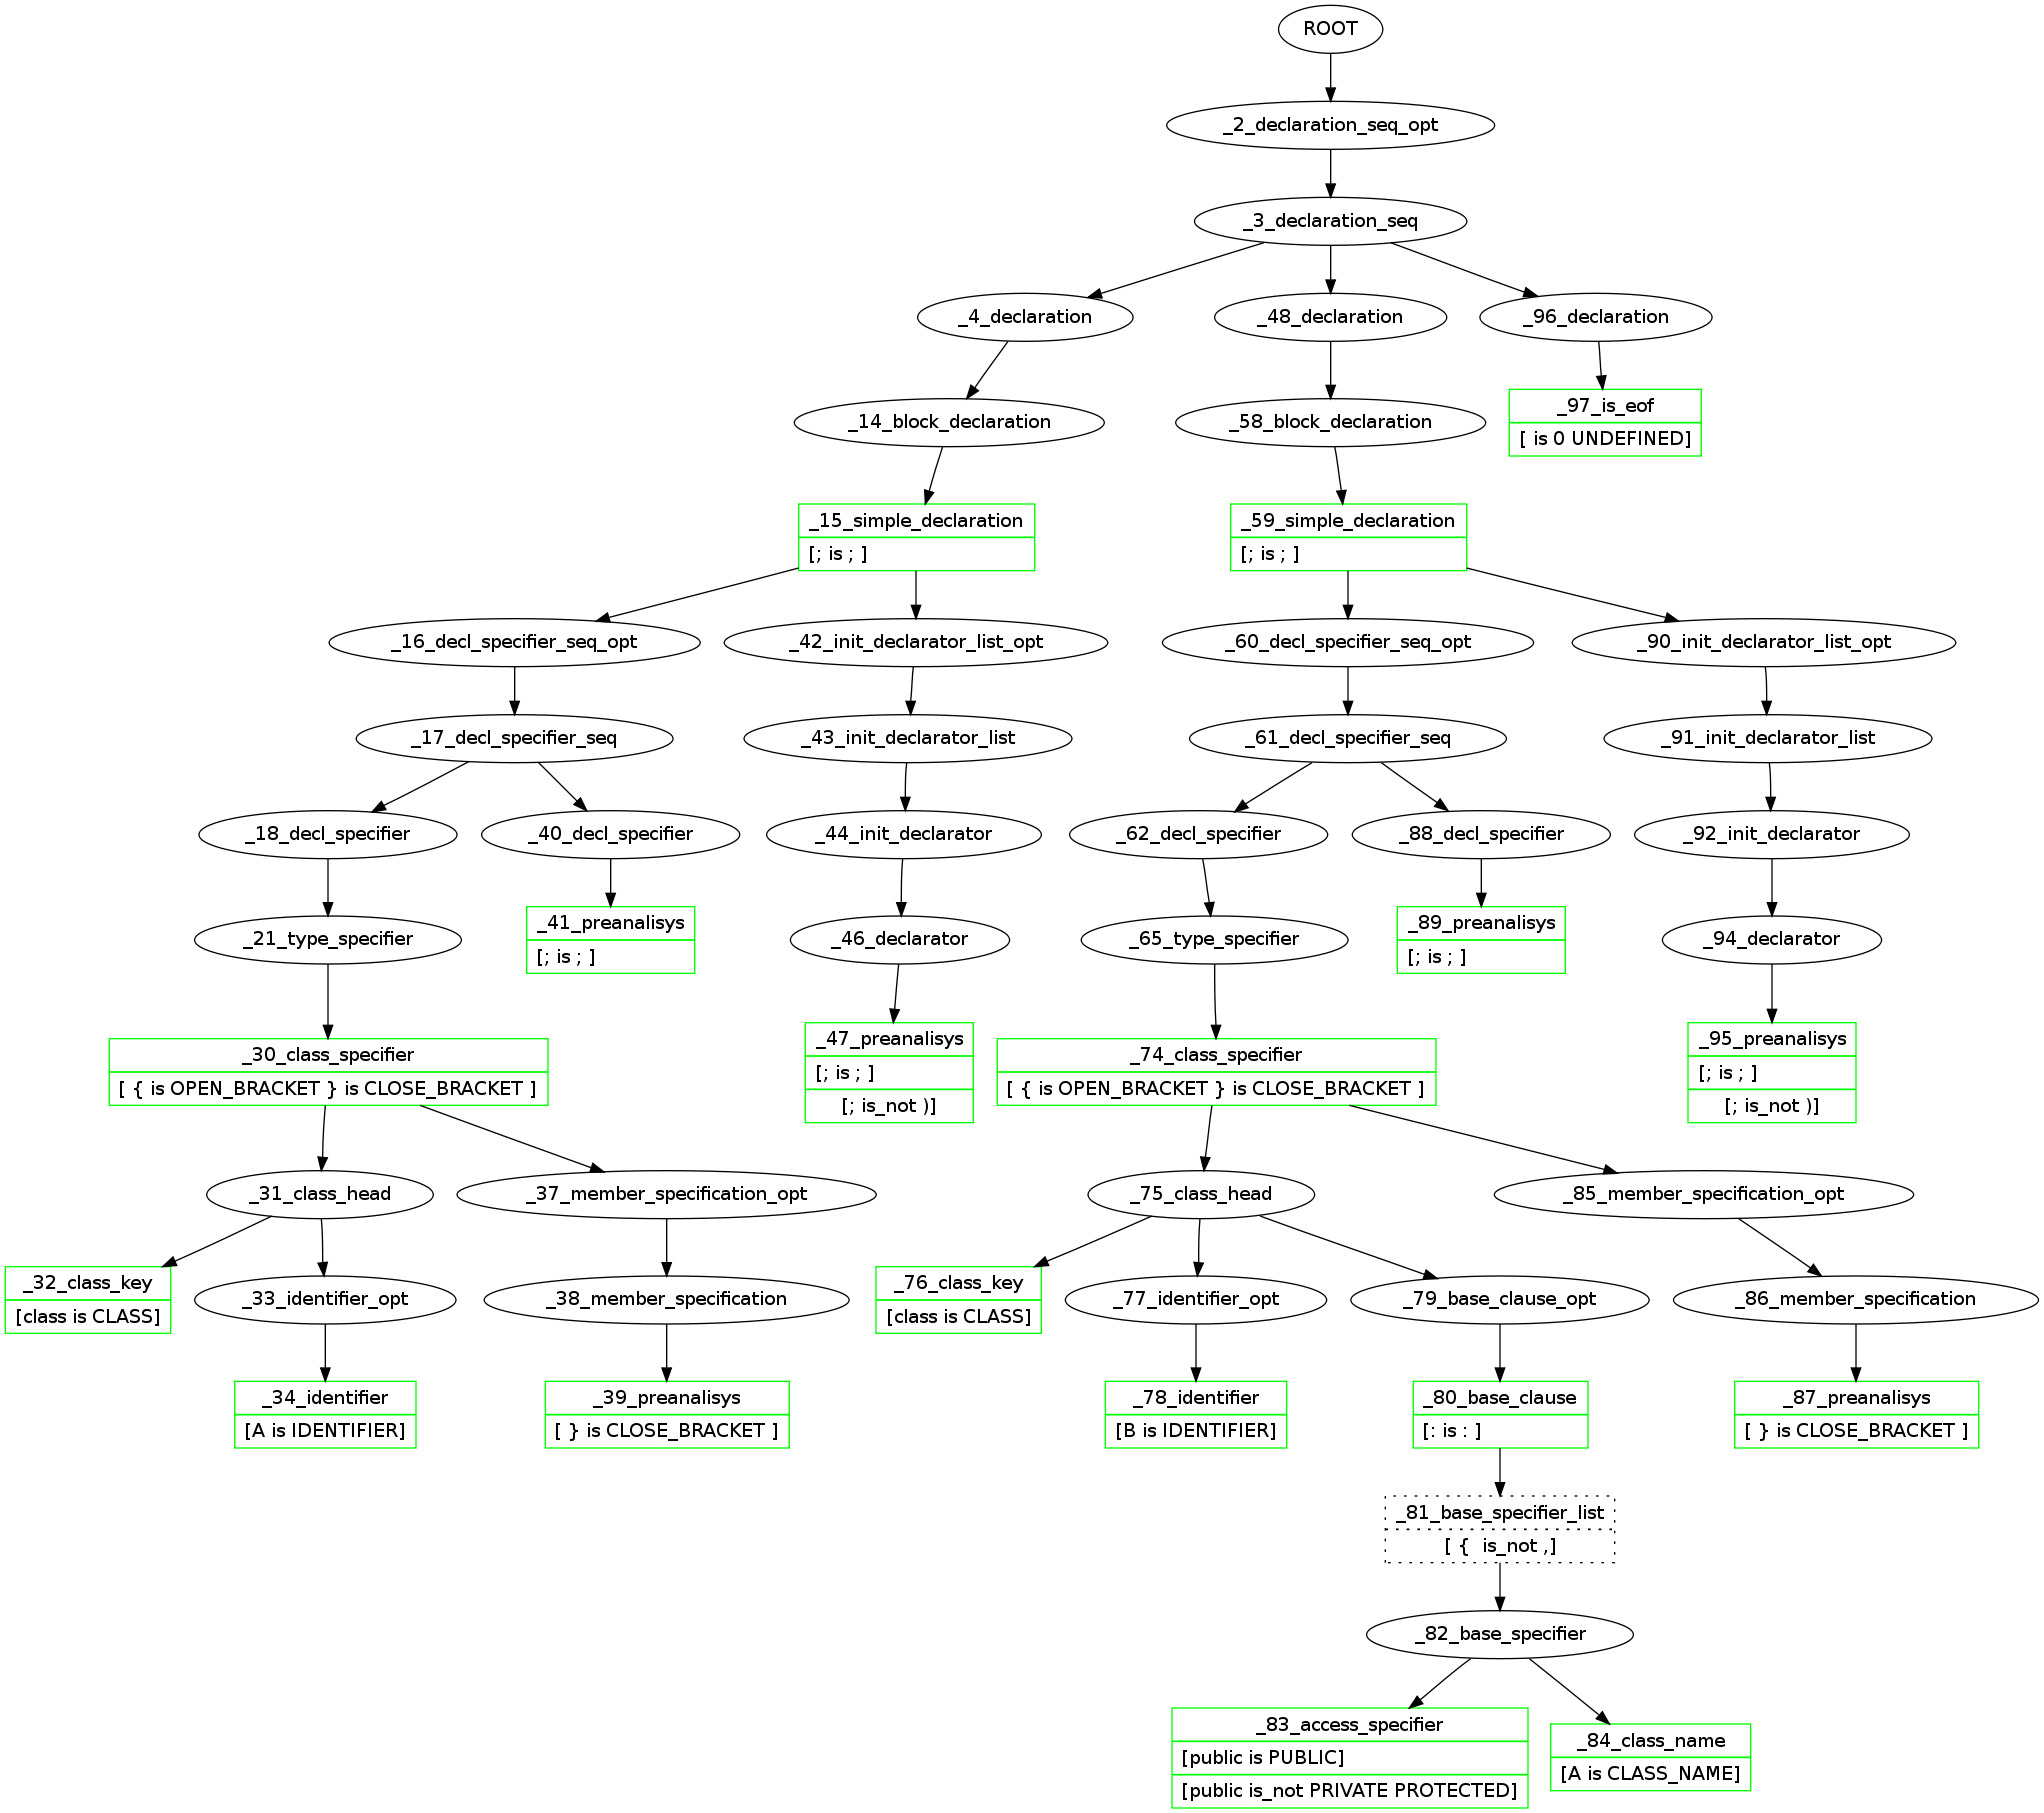 ROOT
_2_declaration_seq_opt
_3_declaration_seq
_4_declaration
_48_declaration
_96_declaration
_14_block_declaration
_58_block_declaration
_97_is_eof
[ is 0 UNDEFINED]
_15_simple_declaration
[; is ; ]
_59_simple_declaration
[; is ; ]
_16_decl_specifier_seq_opt
_42_init_declarator_list_opt
_60_decl_specifier_seq_opt
_90_init_declarator_list_opt
_17_decl_specifier_seq
_43_init_declarator_list
_61_decl_specifier_seq
_91_init_declarator_list
_18_decl_specifier
_40_decl_specifier
_44_init_declarator
_62_decl_specifier
_88_decl_specifier
_92_init_declarator
_21_type_specifier
_41_preanalisys
[; is ; ]
_46_declarator
_65_type_specifier
_89_preanalisys
[; is ; ]
_94_declarator
_30_class_specifier
[ { is OPEN_BRACKET } is CLOSE_BRACKET ]
_47_preanalisys
[; is ; ]
[; is_not )]
_74_class_specifier
[ { is OPEN_BRACKET } is CLOSE_BRACKET ]
_95_preanalisys
[; is ; ]
[; is_not )]
_31_class_head
_37_member_specification_opt
_75_class_head
_85_member_specification_opt
_32_class_key
[class is CLASS]
_33_identifier_opt
_38_member_specification
_76_class_key
[class is CLASS]
_77_identifier_opt
_79_base_clause_opt
_86_member_specification
_34_identifier
[A is IDENTIFIER]
_39_preanalisys
[ } is CLOSE_BRACKET ]
_78_identifier
[B is IDENTIFIER]
_80_base_clause
[: is : ]
_87_preanalisys
[ } is CLOSE_BRACKET ]
_81_base_specifier_list
[ {  is_not ,]
_82_base_specifier
_83_access_specifier
[public is PUBLIC]
[public is_not PRIVATE PROTECTED]
_84_class_name
[A is CLASS_NAME]